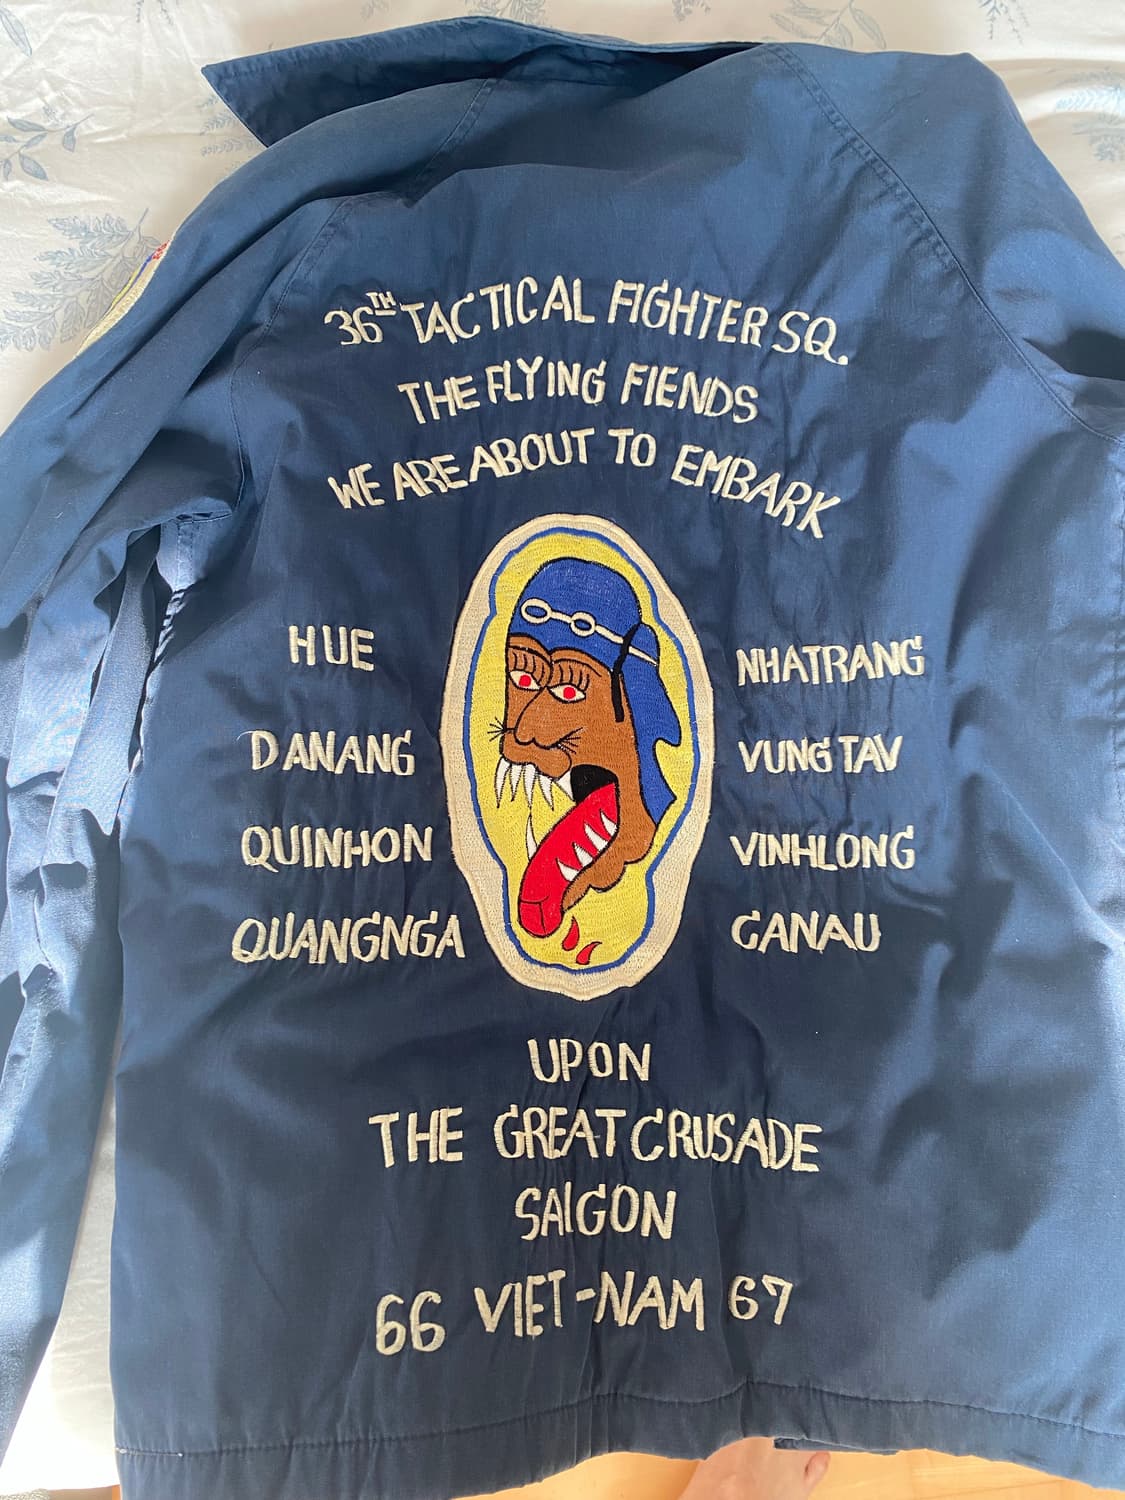 36TH TACTICAL FIGHTER SQ.
THE FLYING FIENDS
WE ARE ABOUT TO EMBARK
HUE
DANANG
QUINHON
QUANGNGA
NHATRANG
VUNG TAV
VINHLONG
CANAU
UPON
THE GREAT CRUSADE
SAIGON
66 VIET-NAM 67